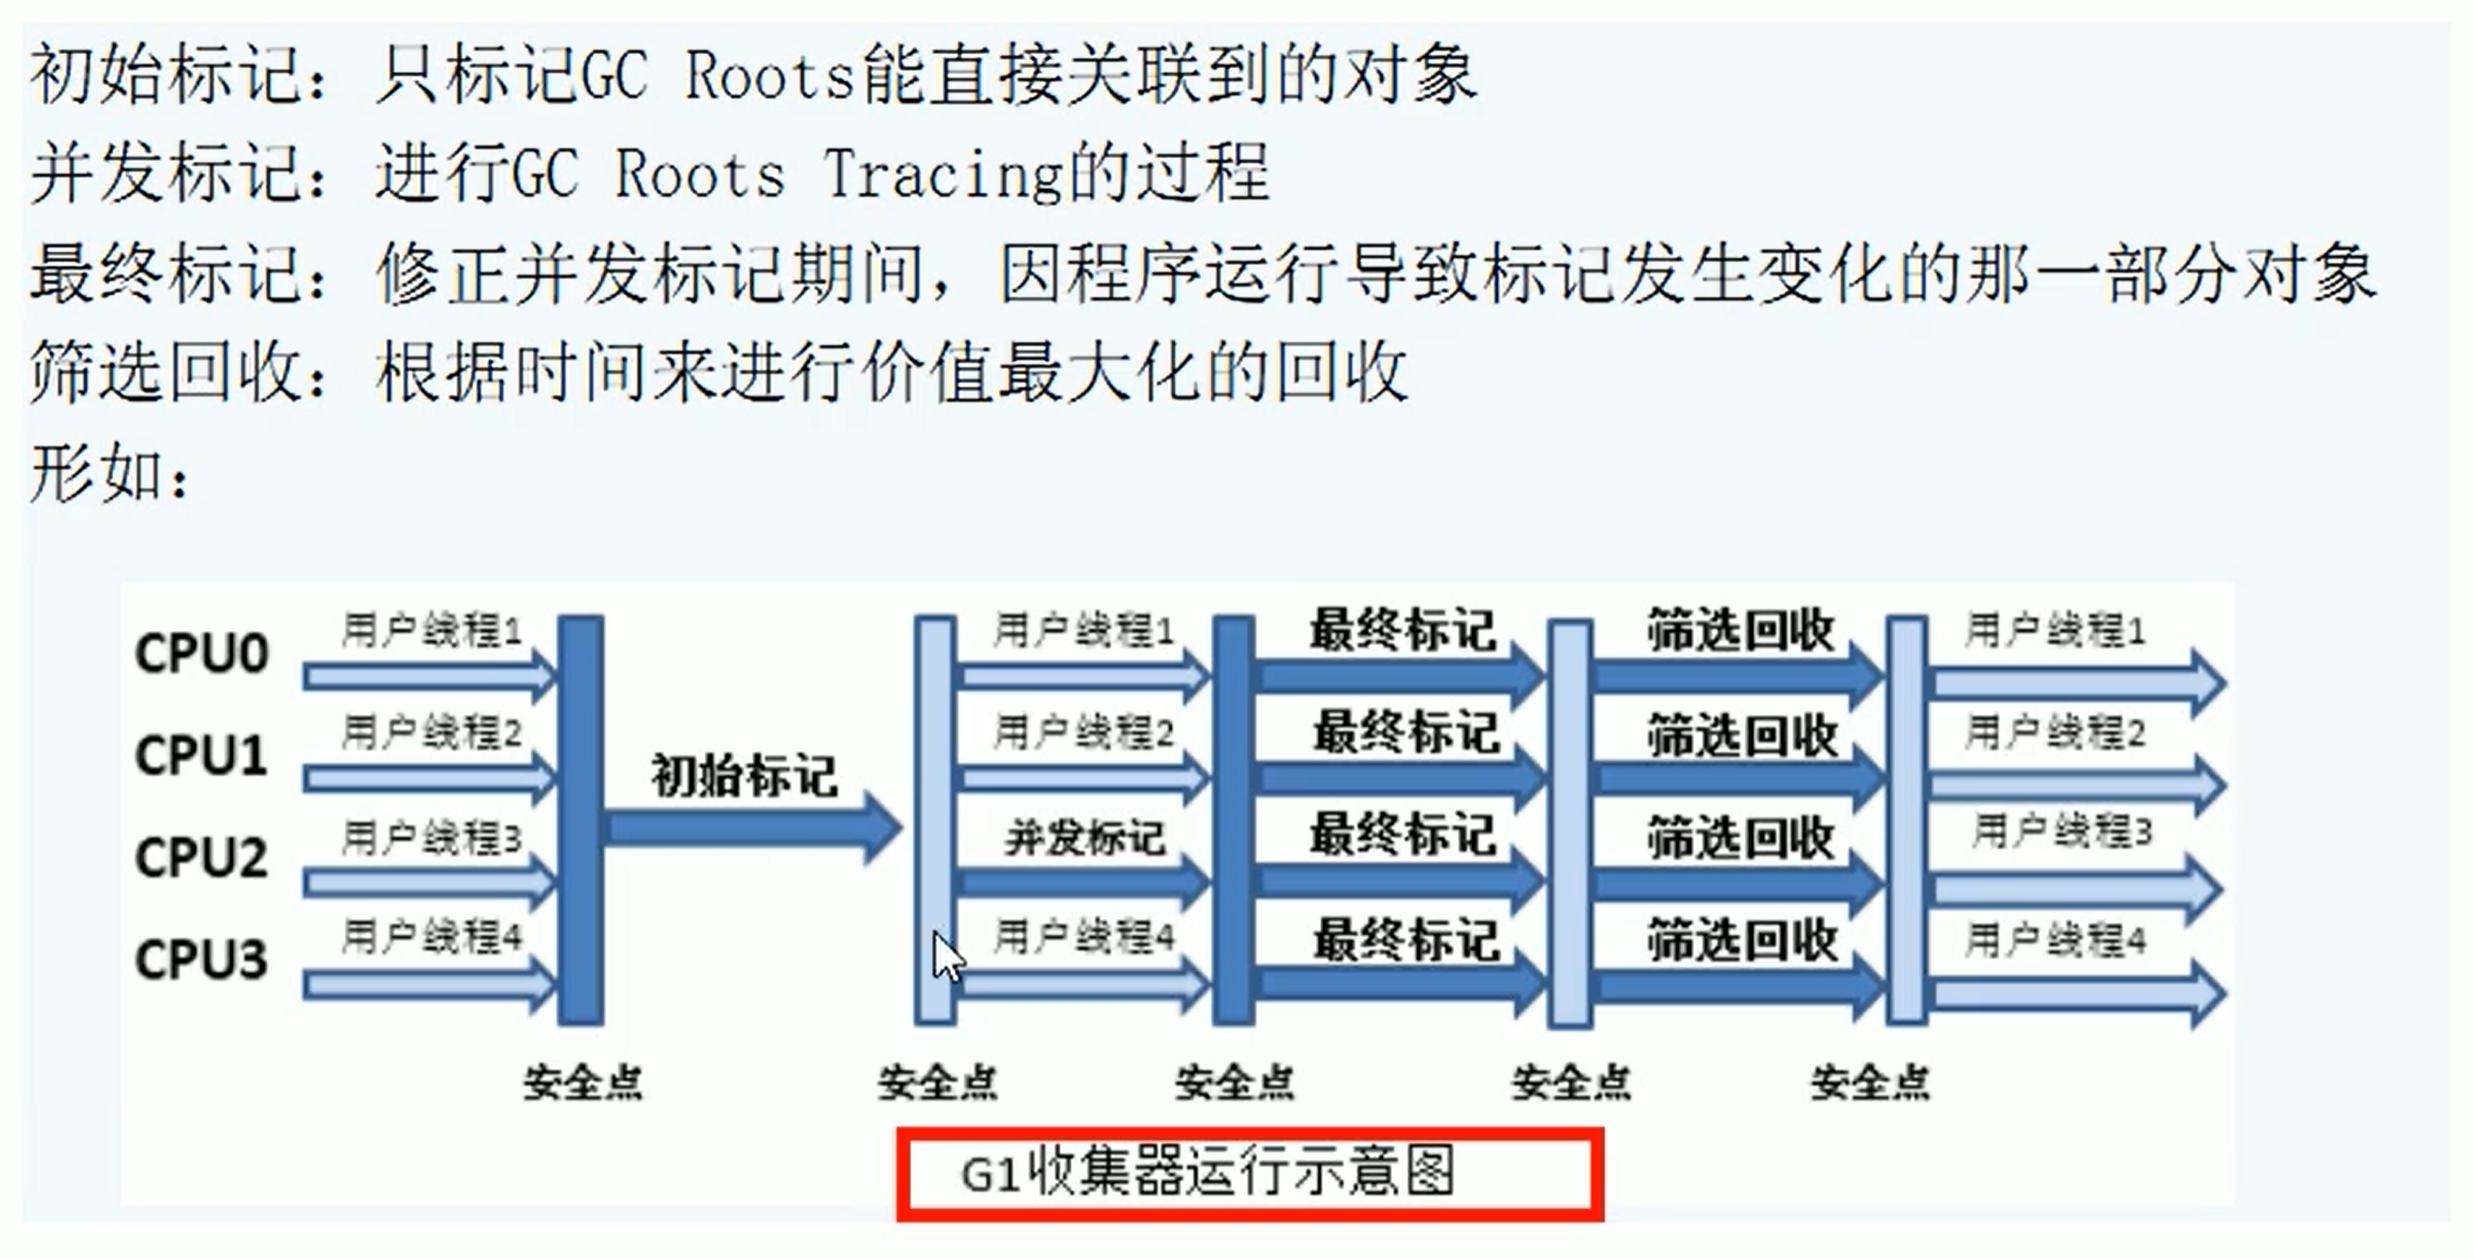 初始标记：只标记GC Roots能直接关联到的对象
并发标记：进行GC Roots Tracing的过程
最终标记：修正并发标记期间，因程序运行导致标记发生变化的那一部分对象
筛选回收：根据时间来进行价值最大化的回收
形如：
CPU0 用户线程1 用户线程1 最终标记 筛选回收 用户线程1
CPU1 用户线程2 用户线程2 最终标记 筛选回收 用户线程2
初始标记
CPU2 用户线程3 并发标记 最终标记 筛选回收 用户线程3
CPU3 用户线程4 用户线程4 最终标记 筛选回收 用户线程4
安全点 安全点 安全点 安全点 安全点
G1收集器运行示意图